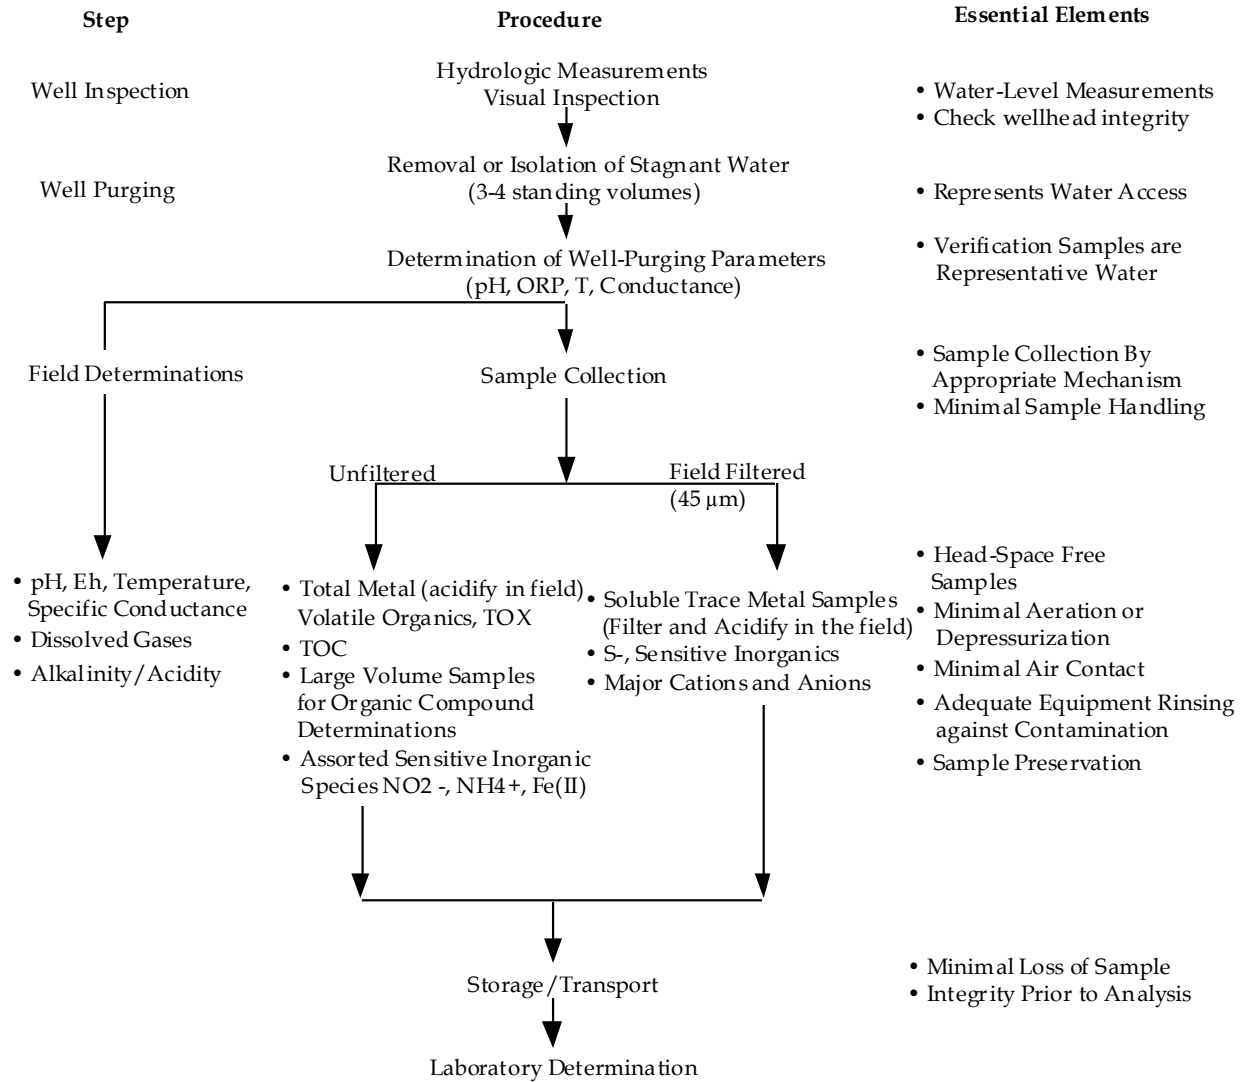 Step
Procedure
Essential Elements
Well Inspection
Hydrologic Measurements
Visual Inspection
• Water-Level Measurements
• Check wellhead integrity
Well Purging
Removal or Isolation of Stagnant Water
(3-4 standing volumes)
• Represents Water Access
Determination of Well-Purging Parameters
(pH, ORP, T, Conductance)
• Verification Samples are
Representative Water
Field Determinations
Sample Collection
• Sample Collection By
Appropriate Mechanism
• Minimal Sample Handling
Unfiltered
Field Filtered
(45 µm)
• pH, Eh, Temperature,
Specific Conductance
• Dissolved Gases
• Alkalinity/Acidity
• Total Metal (acidify in field)
Volatile Organics, TOX
• TOC
• Large Volume Samples
for Organic Compound
Determinations
• Assorted Sensitive Inorganic
Species NO2 -, NH4+, Fe(II)
• Soluble Trace Metal Samples
(Filter and Acidify in the field)
• S-, Sensitive Inorganics
• Major Cations and Anions
• Head-Space Free
Samples
• Minimal Aeration or
Depressurization
• Minimal Air Contact
• Adequate Equipment Rinsing
against Contamination
• Sample Preservation
Storage/Transport
• Minimal Loss of Sample
• Integrity Prior to Analysis
Laboratory Determination